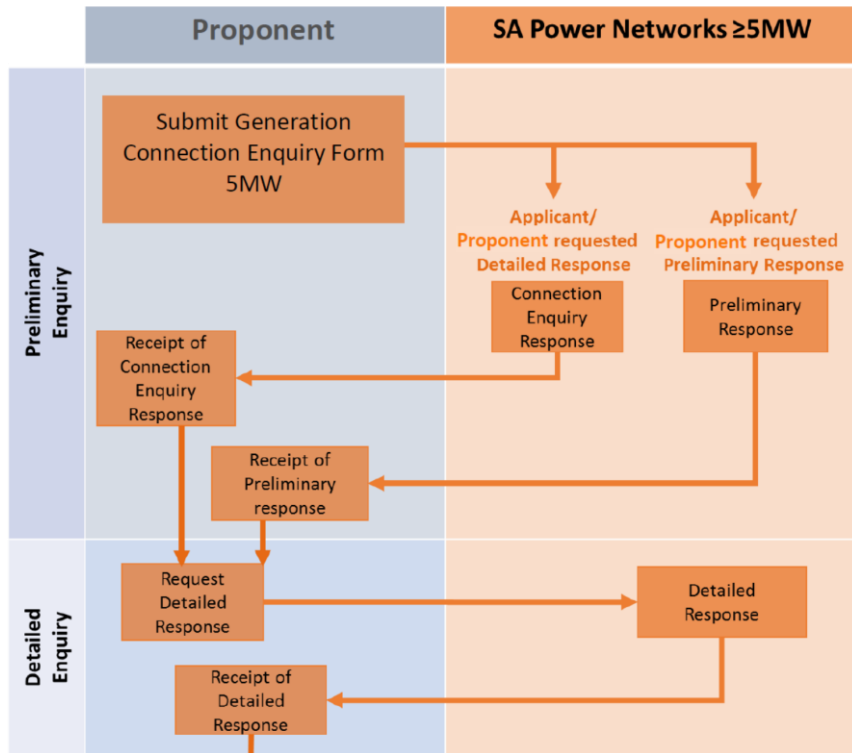 Proponent
SA Power Networks ≥5MW
Preliminary
Enquiry
Submit Generation
Connection Enquiry Form
5MW
Applicant/
Proponent requested
Detailed Response
Applicant/
Proponent requested
Preliminary Response
Connection
Enquiry
Response
Preliminary
Response
Receipt of
Connection
Enquiry
Response
Receipt of
Preliminary
response
Detailed
Enquiry
Request
Detailed
Response
Detailed
Response
Receipt of
Detailed
Response